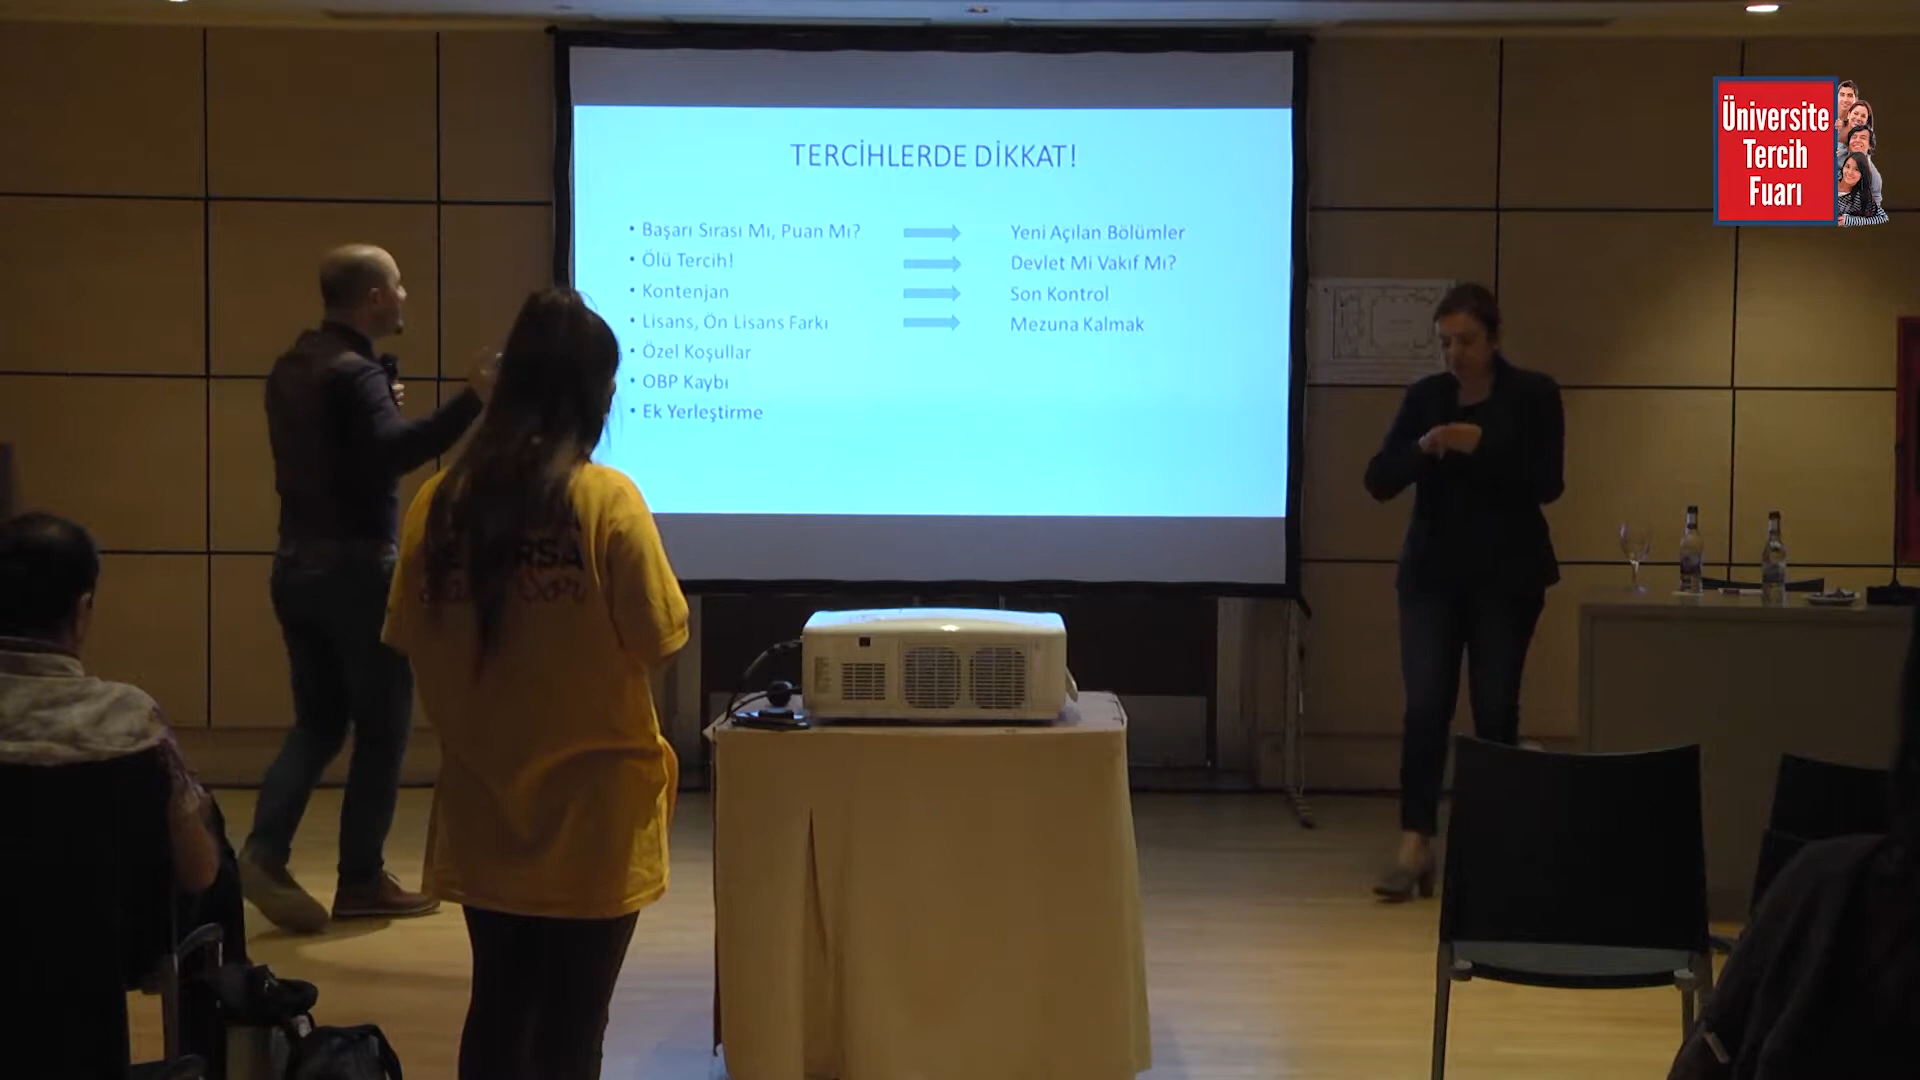 TERCİHLERDE DİKKAT!
• Başarı Sırası Mı, Puan Mı?
• Ölü Tercih!
• Kontenjan
• Lisans, Ön Lisans Farkı
• Özel Koşullar
• OBP Kaybı
• Ek Yerleştirme
Yeni Açılan Bölümler
Devlet Mi Vakıf Mı?
Son Kontrol
Mezuna Kalmak
Üniversite
Tercih
Fuarı